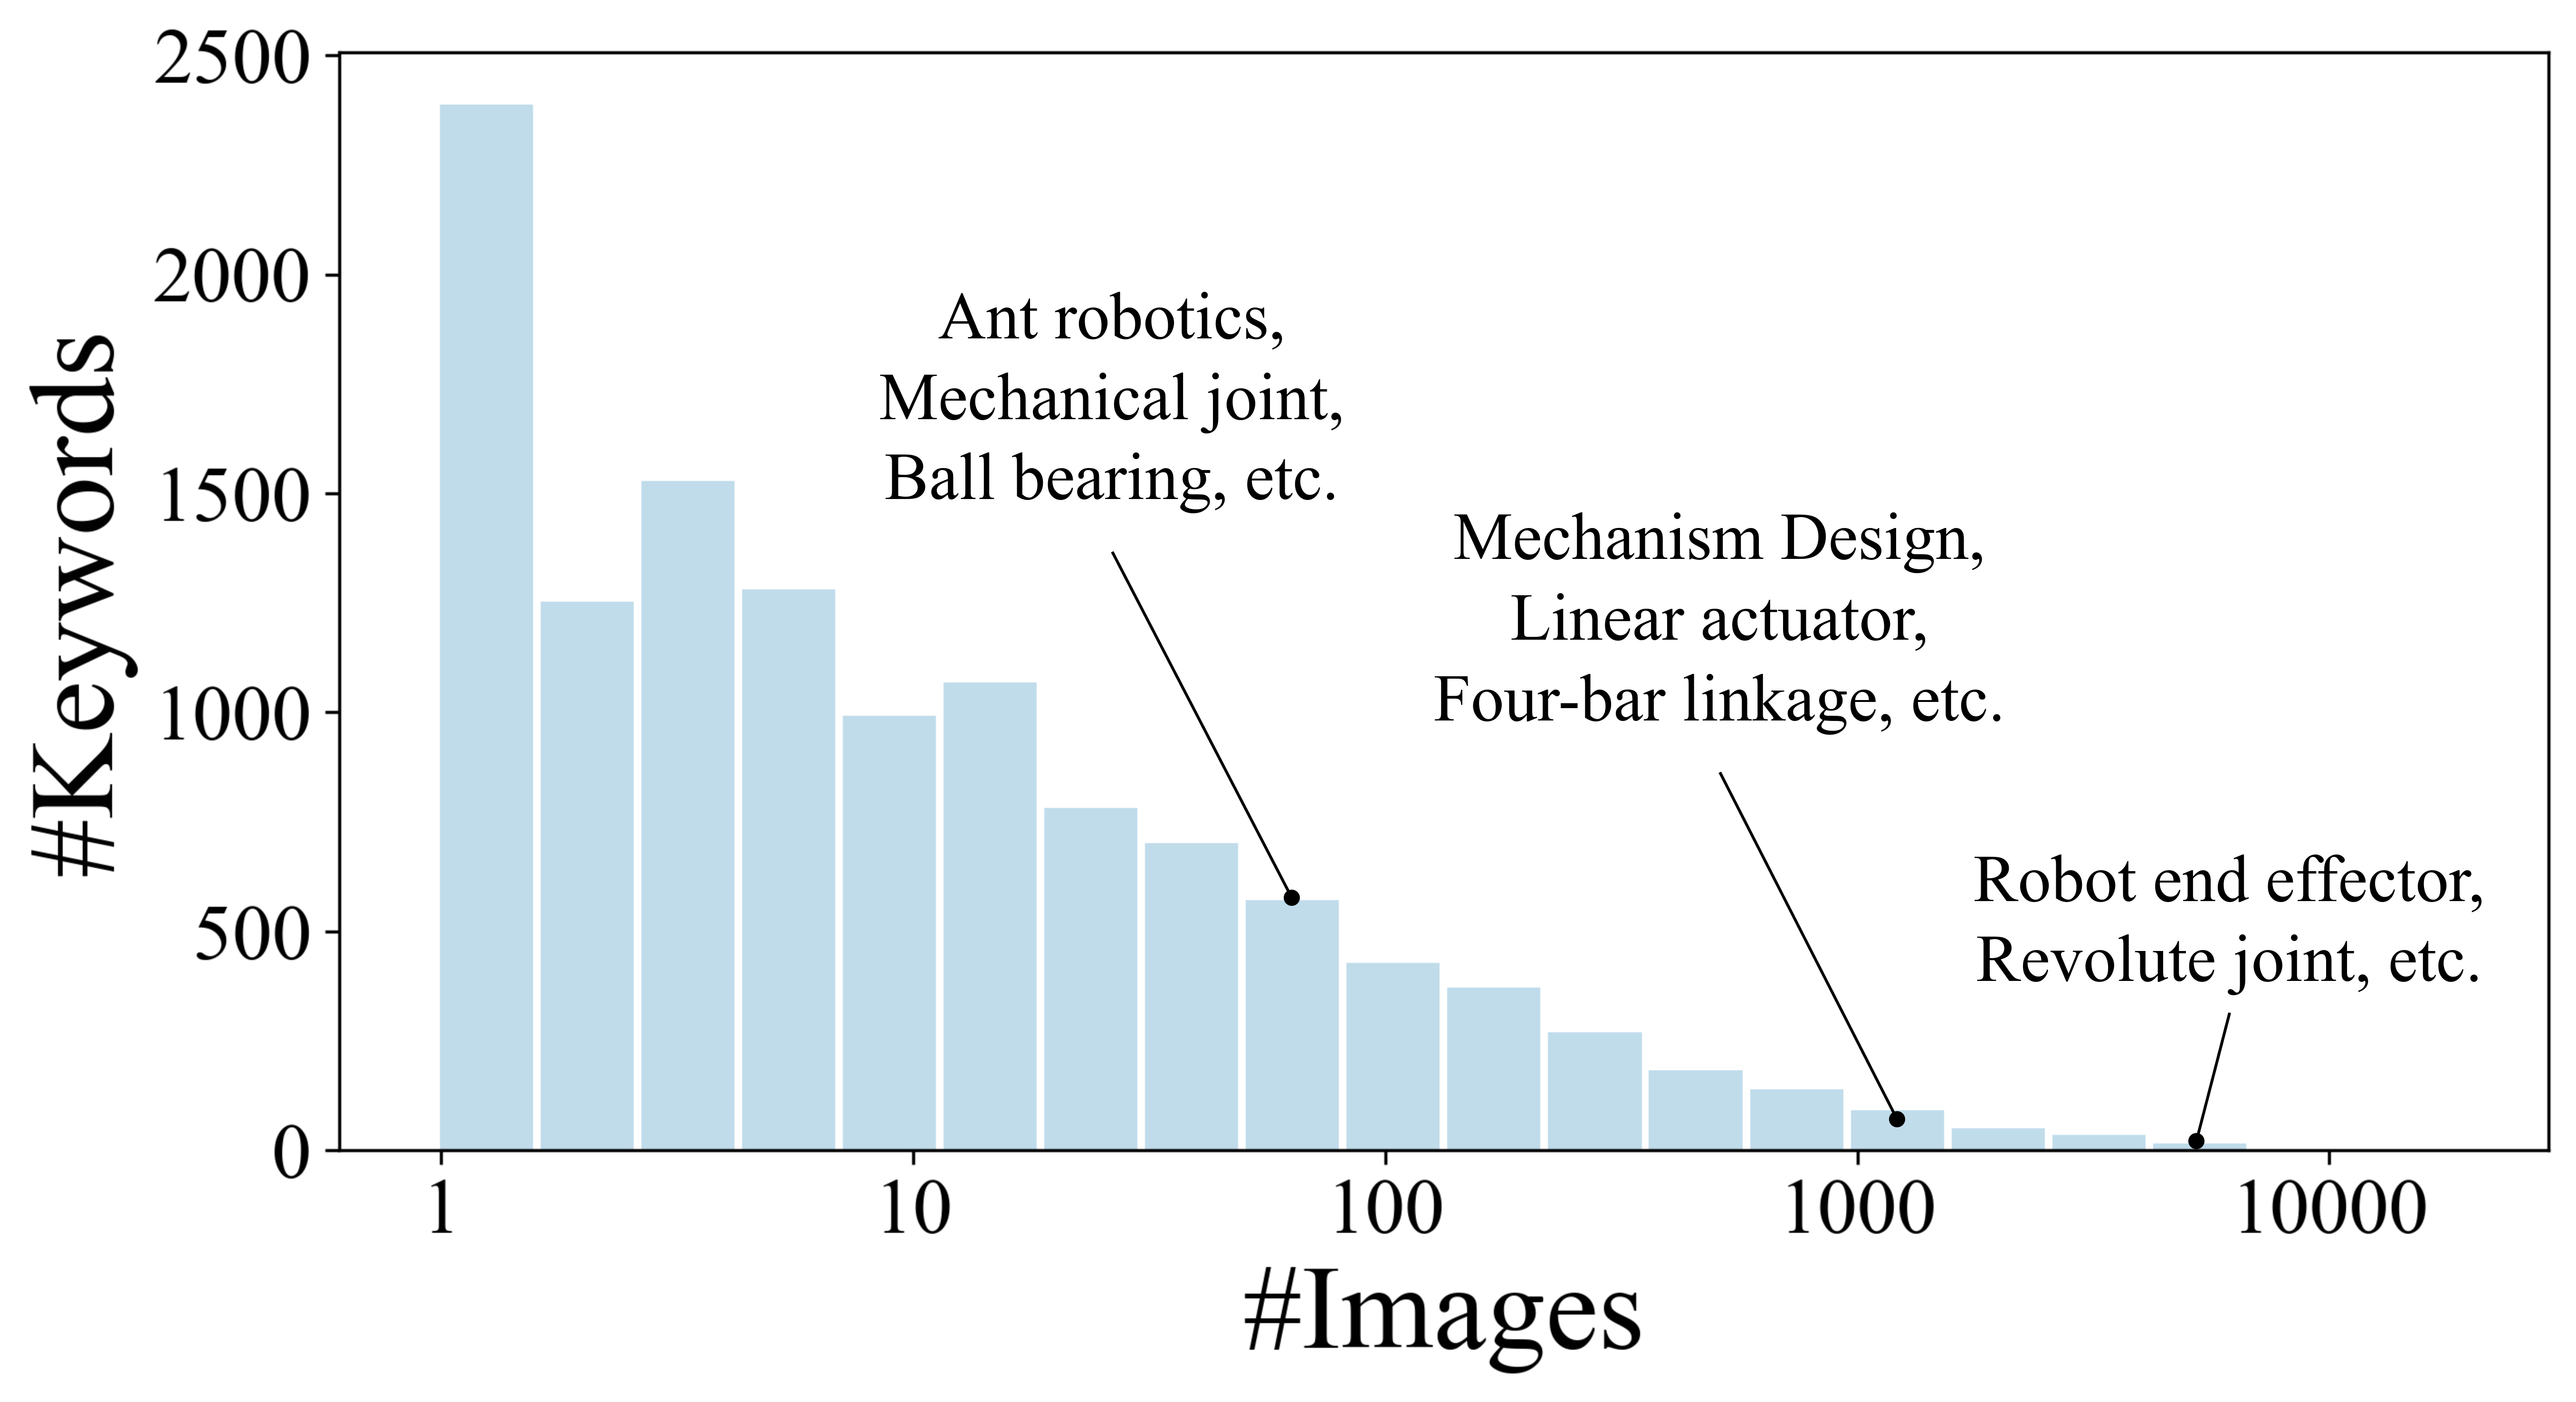 2500
2000
1500
1000
500
0
#Keywords
Ant robotics,
Mechanical joint,
Ball bearing, etc.
Mechanism Design,
Linear actuator,
Four-bar linkage, etc.
Robot end effector,
Revolute joint, etc.
1
10
100
1000
10000
#Images